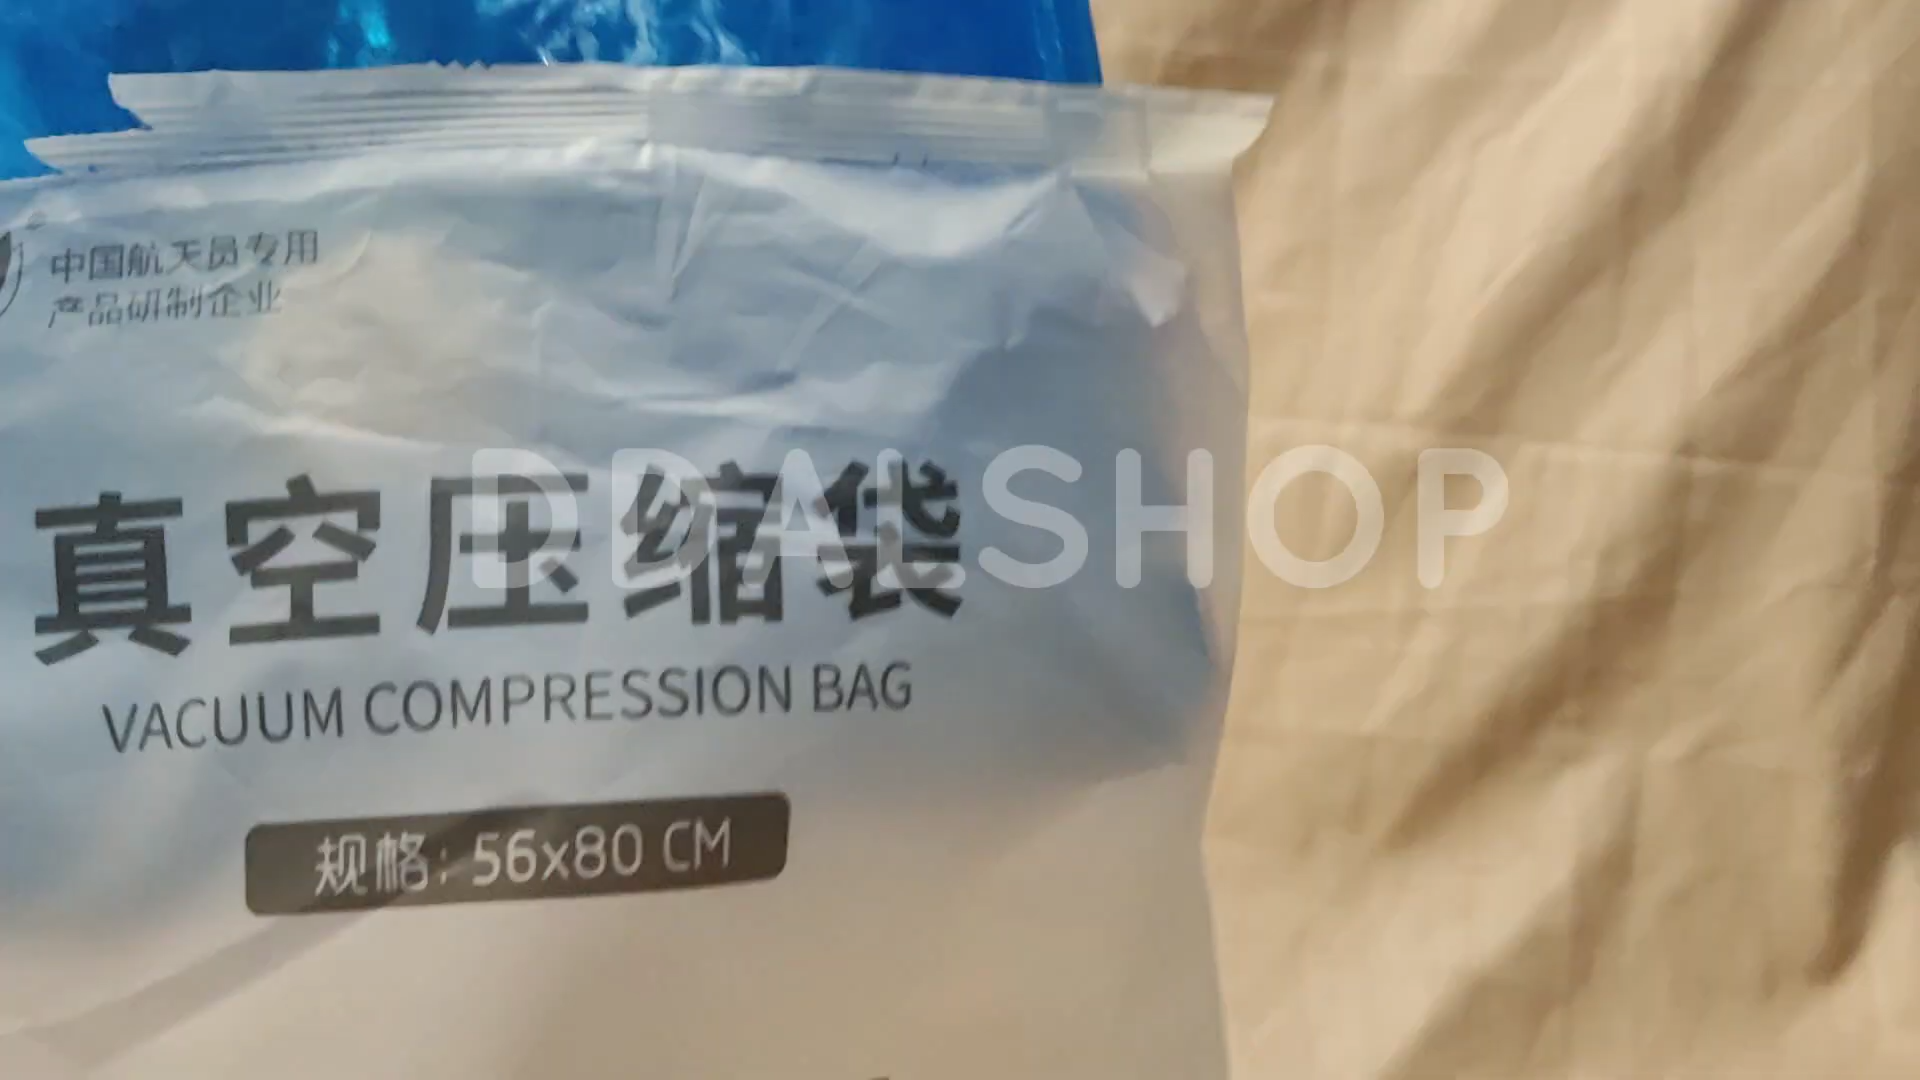 中国航天员专用
产品研制企业
真空压缩袋
DDALSHOP
VACUUM COMPRESSION BAG
规格: 56x80 CM